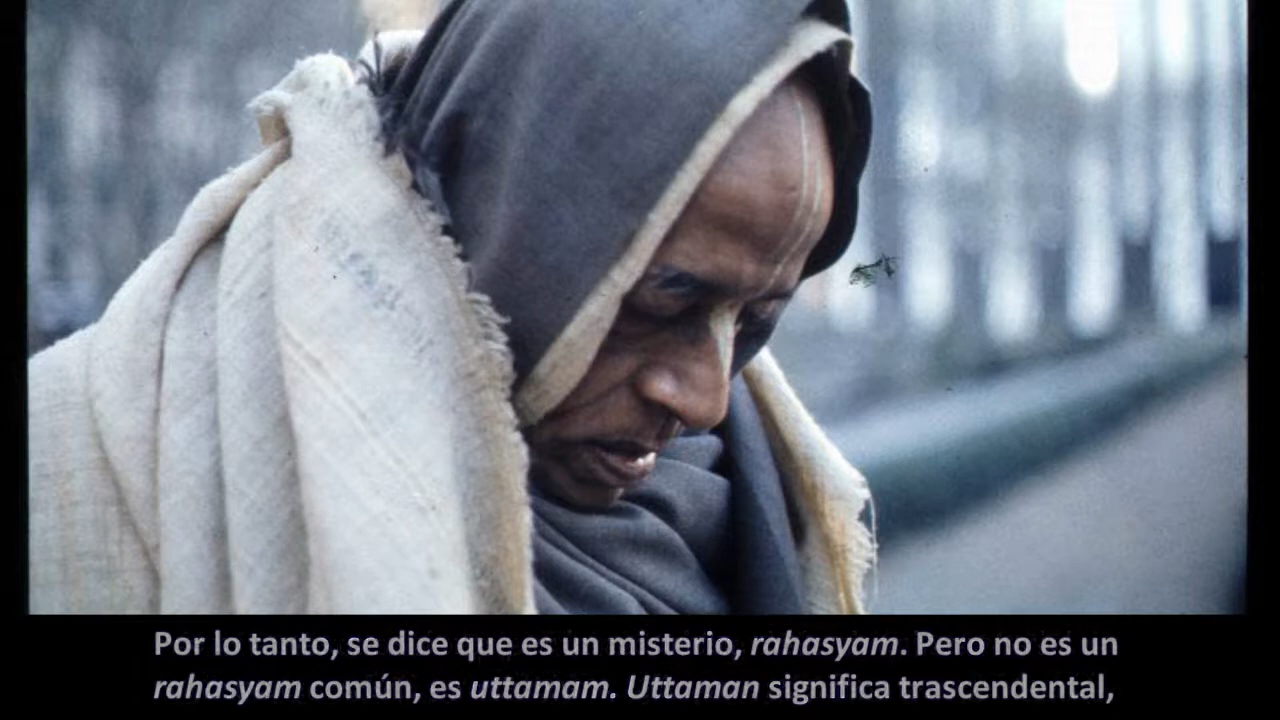 Por lo tanto, se dice que es un misterio, rahasyam. Pero no es un
rahasyam común, es uttamam. Uttaman significa trascendental,